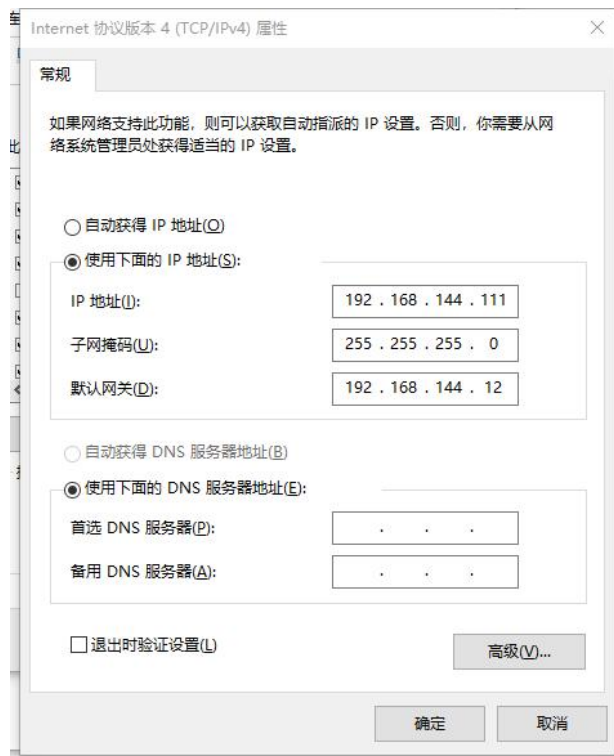 Internet 协议版本 4 (TCP/IPv4) 属性
常规
如果网络支持此功能，则可以获取自动指派的 IP 设置。否则，你需要从网
络系统管理员处获得适当的 IP 设置。
自动获得 IP 地址(O)
使用下面的 IP 地址(S):
IP 地址(I):
192 . 168 . 144 . 111
子网掩码(U):
255 . 255 . 255 . 0
默认网关(D):
192 . 168 . 144 . 12
自动获得 DNS 服务器地址(B)
使用下面的 DNS 服务器地址(E):
首选 DNS 服务器(P):
. . .
备用 DNS 服务器(A):
. . .
退出时验证设置(L)
高级(V)...
确定
取消